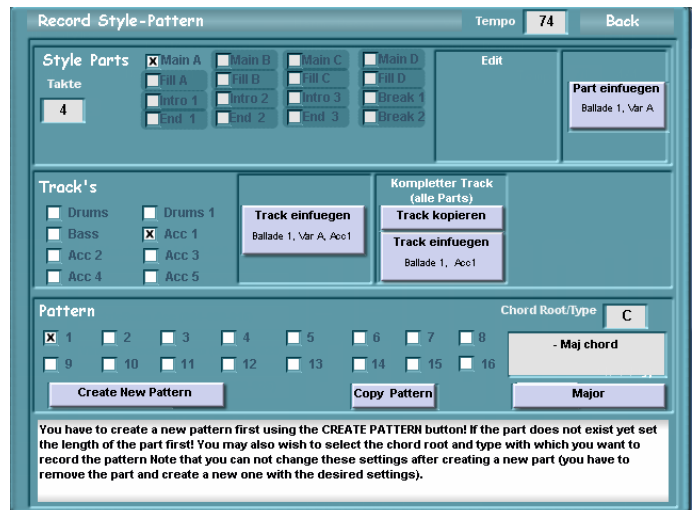 Record Style-Pattern Tempo 74 Back
Style Parts Main A Main B Main C Main D Edit
Takte Fill A Fill B Fill C Fill D
4 Intro 1 Intro 2 Intro 3 Break 1
End 1 End 2 End 3 Break 2
Part einfuegen
Ballade 1, Var A
Track's
Drums Drums 1
Bass Acc 1
Acc 2 Acc 3
Acc 4 Acc 5
Track einfuegen
Ballade 1, Var A, Acc1
Kompletter Track
(alle Parts)
Track kopieren
Track einfuegen
Ballade 1, Acc1
Pattern Chord Root/Type C
1 2 3 4 5 6 7 8
9 10 11 12 13 14 15 16
- Maj chord
Create New Pattern Copy Pattern Major
You have to create a new pattern first using the CREATE PATTERN button! If the part does not exist yet set
the length of the part first! You may also wish to select the chord root and type with which you want to
record the pattern Note that you can not change these settings after creating a new part (you have to
remove the part and create a new one with the desired settings).